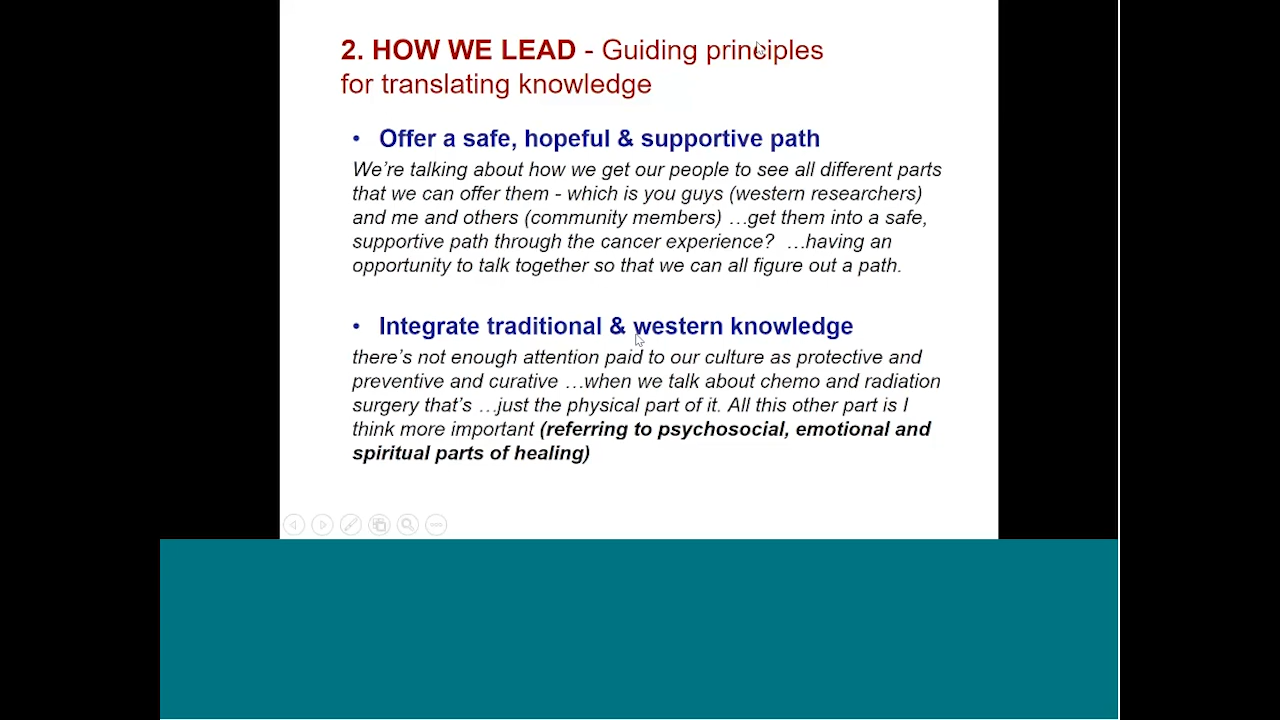 2. HOW WE LEAD - Guiding principles
for translating knowledge
• Offer a safe, hopeful & supportive path
We’re talking about how we get our people to see all different parts
that we can offer them - which is you guys (western researchers)
and me and others (community members) …get them into a safe,
supportive path through the cancer experience? …having an
opportunity to talk together so that we can all figure out a path.
• Integrate traditional & western knowledge
there’s not enough attention paid to our culture as protective and
preventive and curative …when we talk about chemo and radiation
surgery that’s …just the physical part of it. All this other part is I
think more important (referring to psychosocial, emotional and
spiritual parts of healing)